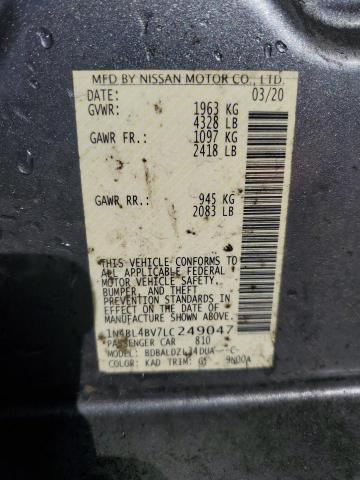 MFD BY NISSAN MOTOR CO., LTD.
DATE: 03/20
GVWR: 1963 KG
4328 LB
GAWR FR.: 1097 KG
2418 LB
GAWR RR.: 945 KG
2083 LB
THIS VEHICLE CONFORMS TO
ALL APPLICABLE FEDERAL
MOTOR VEHICLE SAFETY,
BUMPER, AND THEFT
PREVENTION STANDARDS IN
EFFECT ON THE DATE OF
MANUFACTURE SHOWN ABOVE.
1N4BL4BV7LC249047
PASSENGER CAR 810
MODEL: BDBALDZL34DUA--C-
COLOR: KAD TRIM: G 9N00A